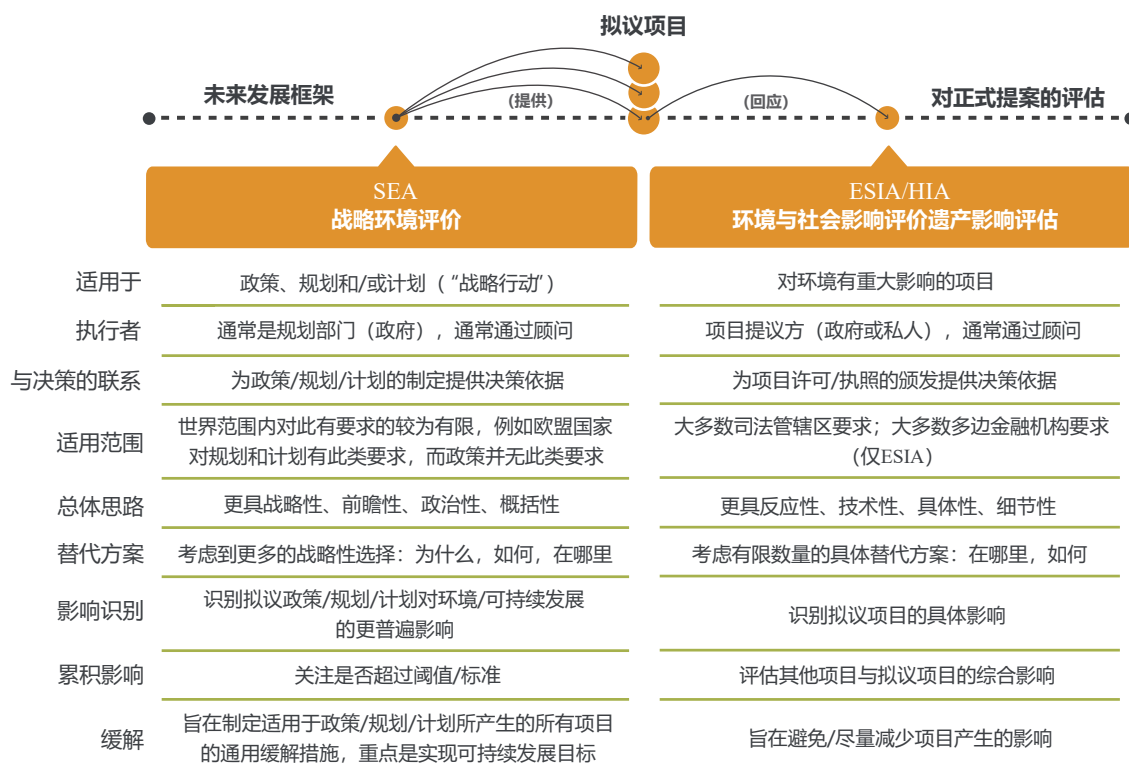 拟议项目
未来发展框架
(提供)
(回应)
对正式提案的评估
SEA
战略环境评价
ESIA/HIA
环境与社会影响评价遗产影响评估
适用于
政策、规划和/或计划（“战略行动”）
对环境有重大影响的项目
执行者
通常是规划部门（政府），通常通过顾问
项目提议方（政府或私人），通常通过顾问
与决策的联系
为政策/规划/计划的制定提供决策依据
为项目许可/执照的颁发提供决策依据
适用范围
世界范围内对此有要求的较为有限，例如欧盟国家
对规划和计划有此类要求，而政策并无此类要求
大多数司法管辖区要求；大多数多边金融机构要求
（仅ESIA）
总体思路
更具战略性、前瞻性、政治性、概括性
更具反应性、技术性、具体性、细节性
替代方案
考虑到更多的战略性选择：为什么，如何，在哪里
考虑有限数量的具体替代方案：在哪里，如何
影响识别
识别拟议政策/规划/计划对环境/可持续发展
的更普遍影响
识别拟议项目的具体影响
累积影响
关注是否超过阈值/标准
评估其他项目与拟议项目的综合影响
缓解
旨在制定适用于政策/规划/计划所产生的所有项目
的通用缓解措施，重点是实现可持续发展目标
旨在避免/尽量减少项目产生的影响